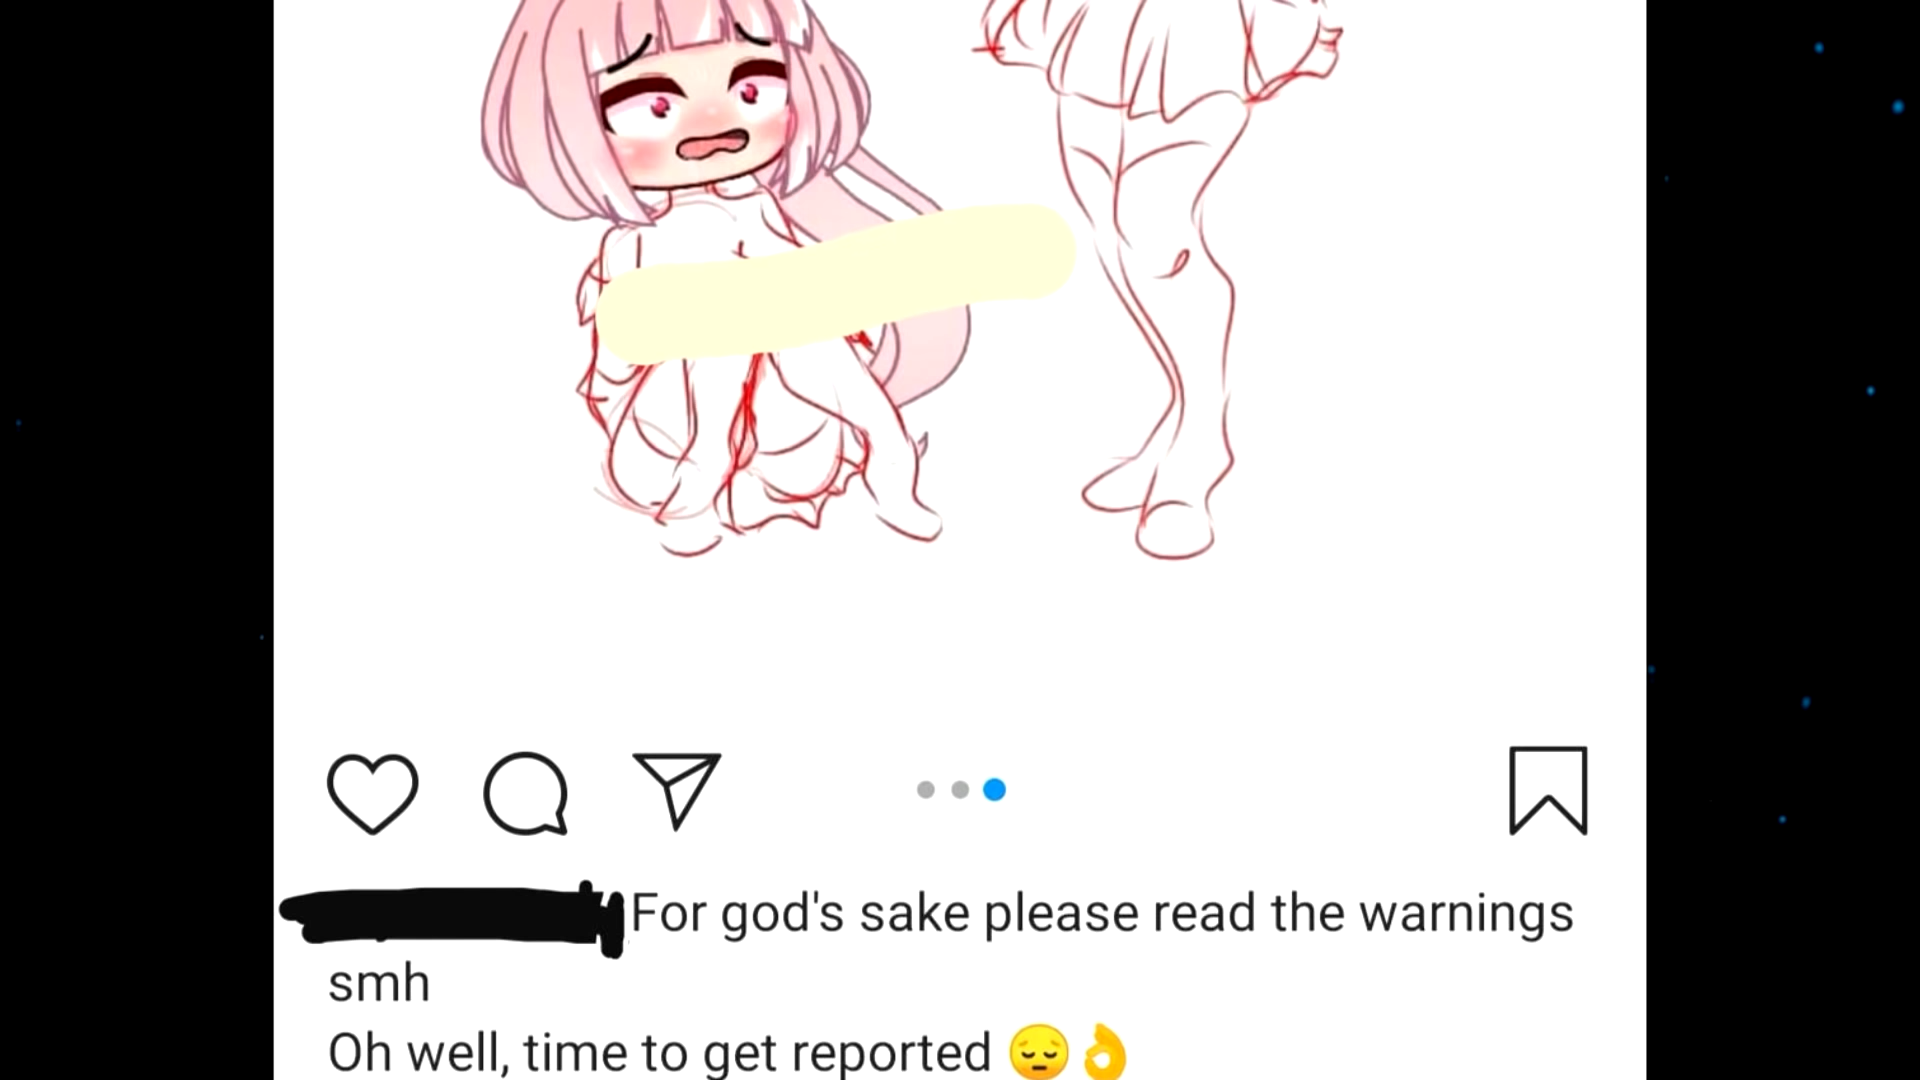 For god's sake please read the warnings
smh
Oh well, time to get reported 😔👌